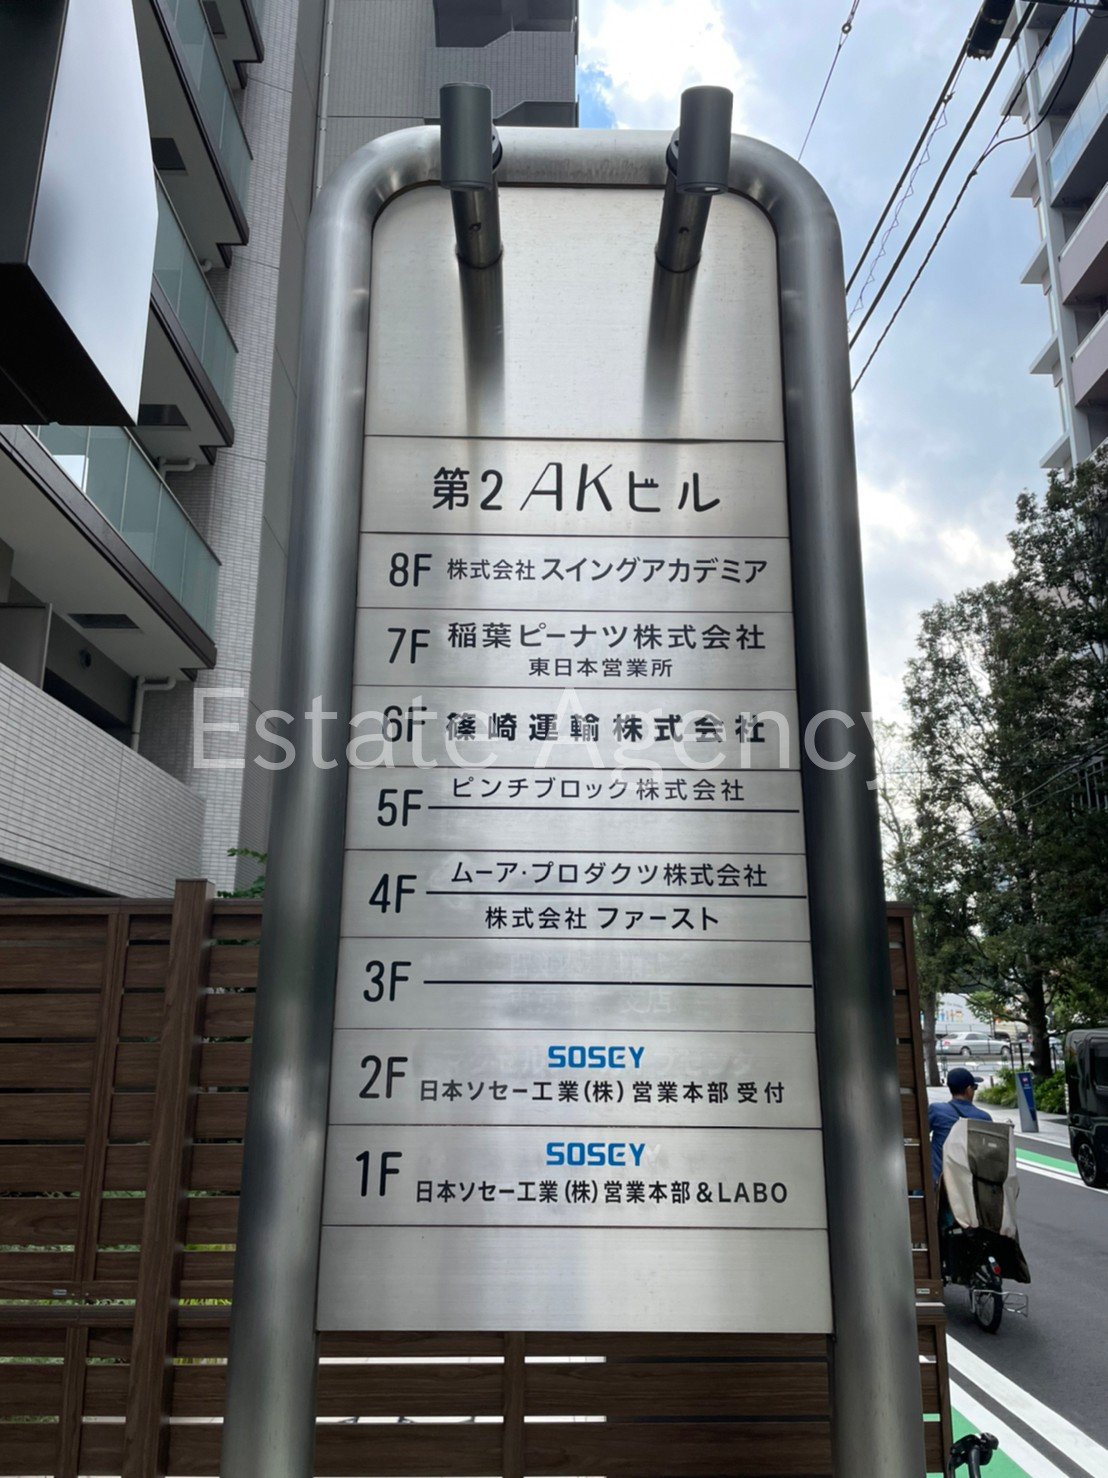 第2 AKビル
8F 株式会社 スイングアカデミア
7F 稲葉ピーナツ株式会社
東日本営業所
6F 篠崎運輸株式会社
Estate Agency
5F ピンチブロック株式会社
4F ムーア・プロダクツ株式会社
株式会社 ファースト
3F
SOSEY
2F 日本ソセー工業(株)営業本部 受付
SOSEY
1F 日本ソセー工業(株)営業本部&LABO